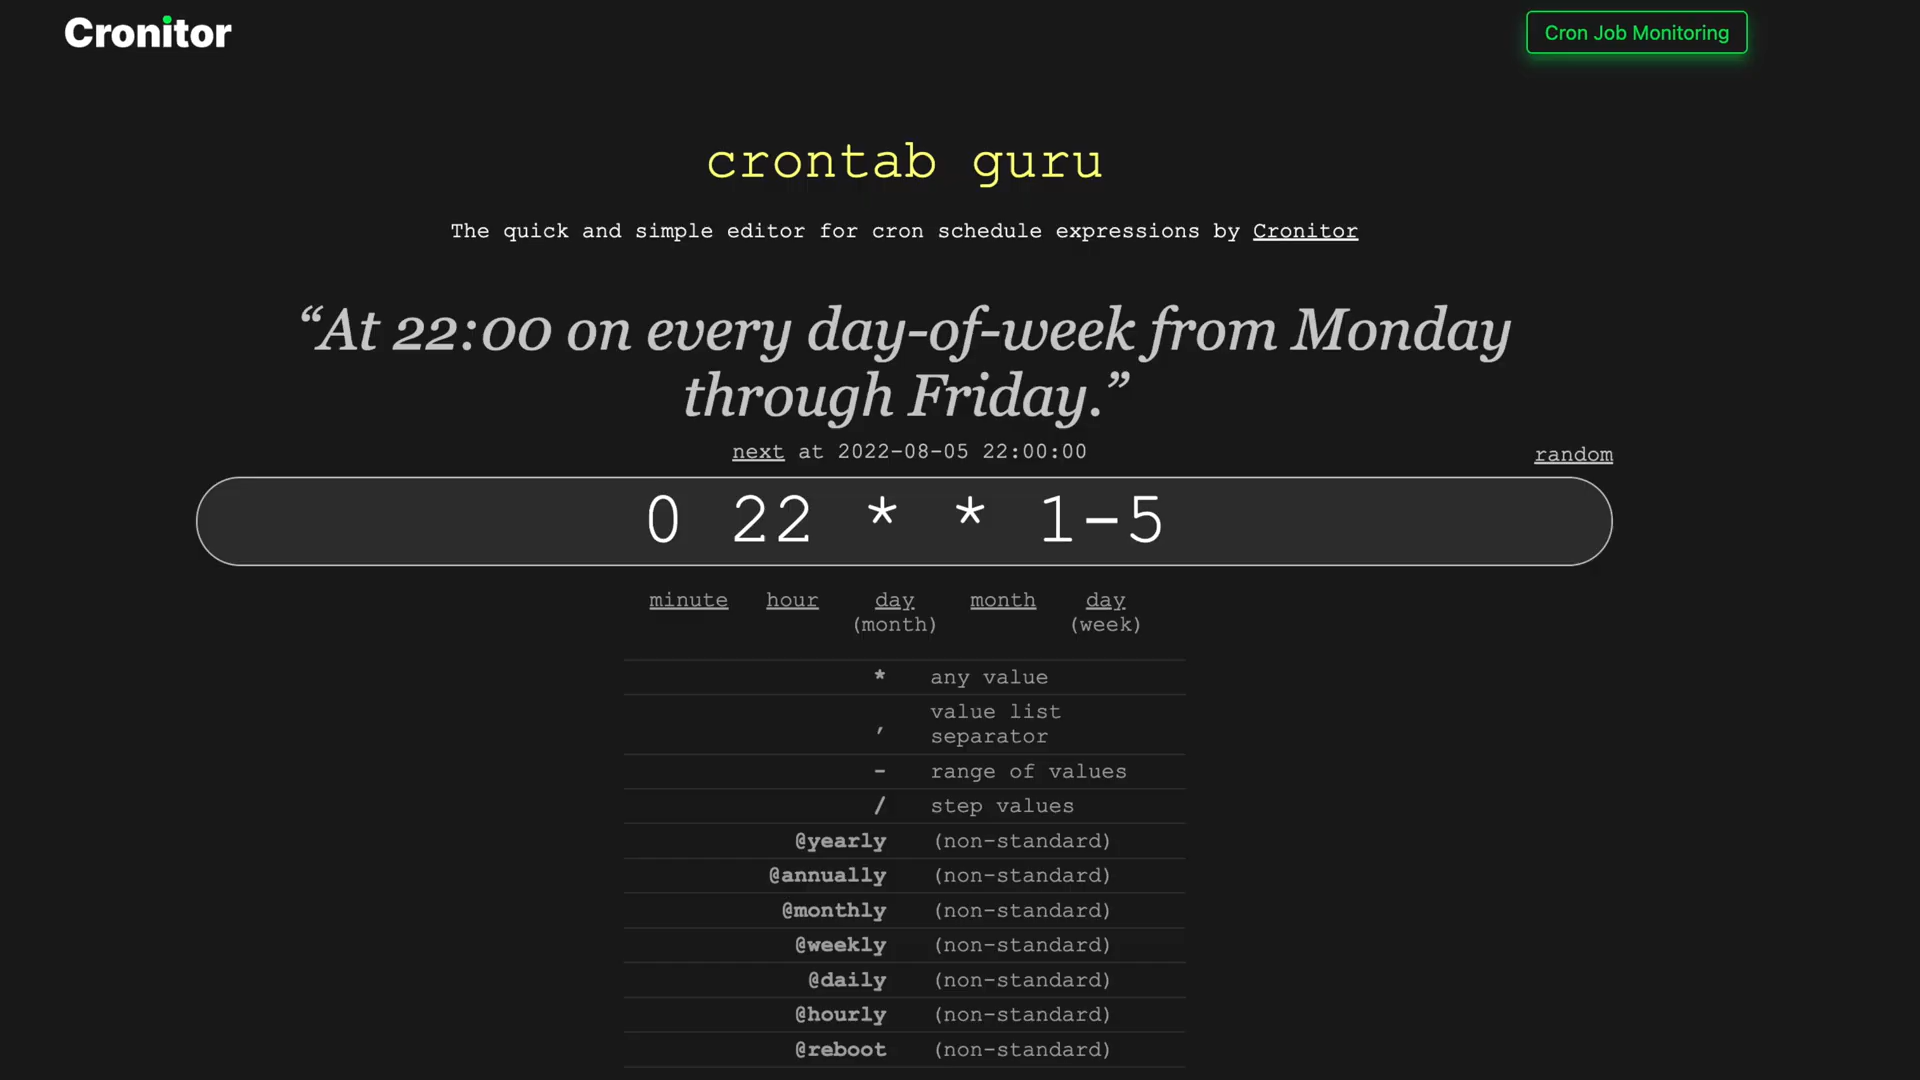 Cronitor
Cron Job Monitoring
crontab guru
The quick and simple editor for cron schedule expressions by Cronitor
“At 22:00 on every day-of-week from Monday
through Friday.”
next at 2022-08-05 22:00:00
random
0 22 * * 1-5
minute hour day month day
(month) (week)
* any value
, value list
separator
- range of values
/ step values
@yearly (non-standard)
@annually (non-standard)
@monthly (non-standard)
@weekly (non-standard)
@daily (non-standard)
@hourly (non-standard)
@reboot (non-standard)